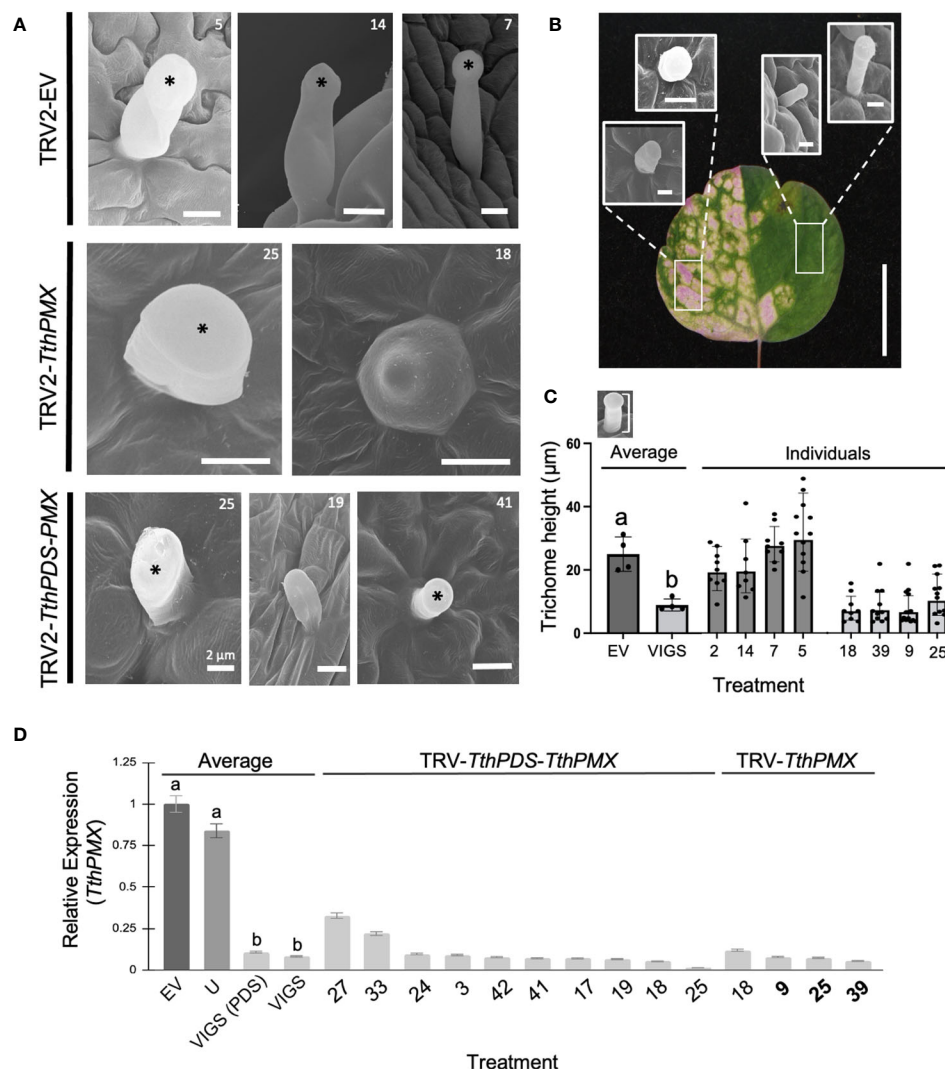 A
TRV2-EV
5
14
7
*
*
*
TRV2-TthPMX
25
18
*
TRV2-TthPDS-PMX
25
19
41
*
*
2 µm
B
C
Average
Individuals
Trichome height (µm)
60
40
20
0
a
b
EV
VIGS
2
14
7
5
18
39
9
25
Treatment
D
Average
TRV-TthPDS-TthPMX
TRV-TthPMX
Relative Expression
(TthPMX)
1.25
1
0.75
0.5
0.25
0
a
a
b
b
EV
U
VIGS (PDS)
VIGS
27
33
24
3
42
41
17
19
18
25
18
9
25
39
Treatment